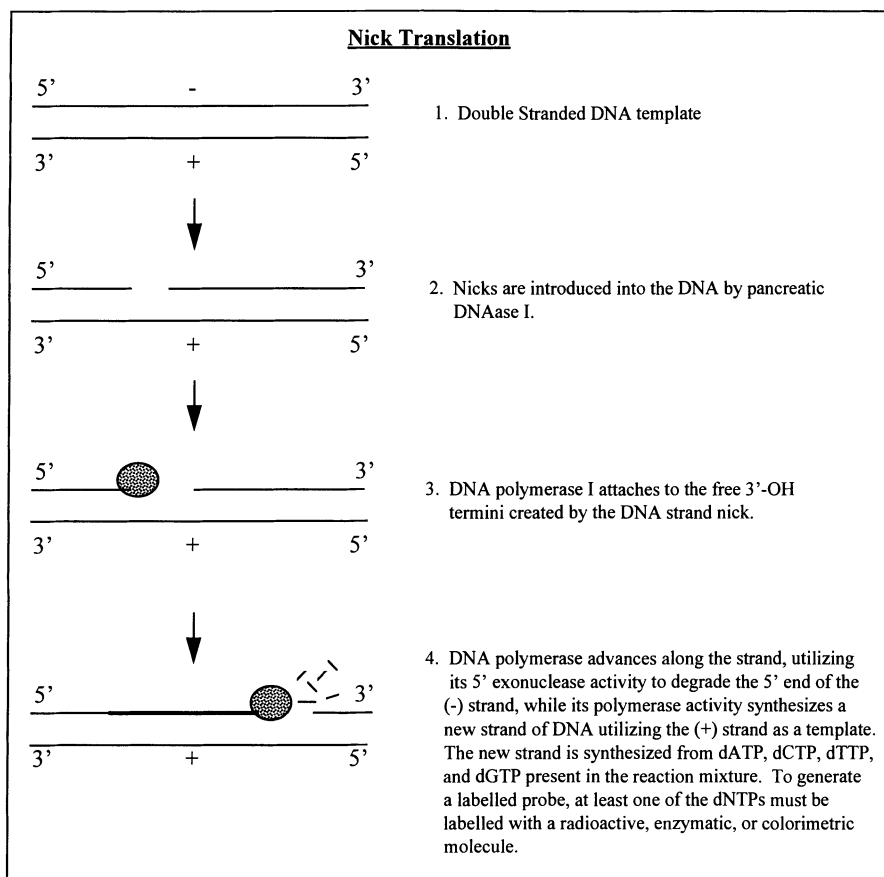 Nick Translation
5’ - 3’
3’ + 5’
1. Double Stranded DNA template
5’ 3’
3’ + 5’
2. Nicks are introduced into the DNA by pancreatic
DNAase I.
5’ 3’
3’ + 5’
3. DNA polymerase I attaches to the free 3’-OH
termini created by the DNA strand nick.
5’ 3’
3’ + 5’
4. DNA polymerase advances along the strand, utilizing
its 5’ exonuclease activity to degrade the 5’ end of the
(-) strand, while its polymerase activity synthesizes a
new strand of DNA utilizing the (+) strand as a template.
The new strand is synthesized from dATP, dCTP, dTTP,
and dGTP present in the reaction mixture. To generate
a labelled probe, at least one of the dNTPs must be
labelled with a radioactive, enzymatic, or colorimetric
molecule.